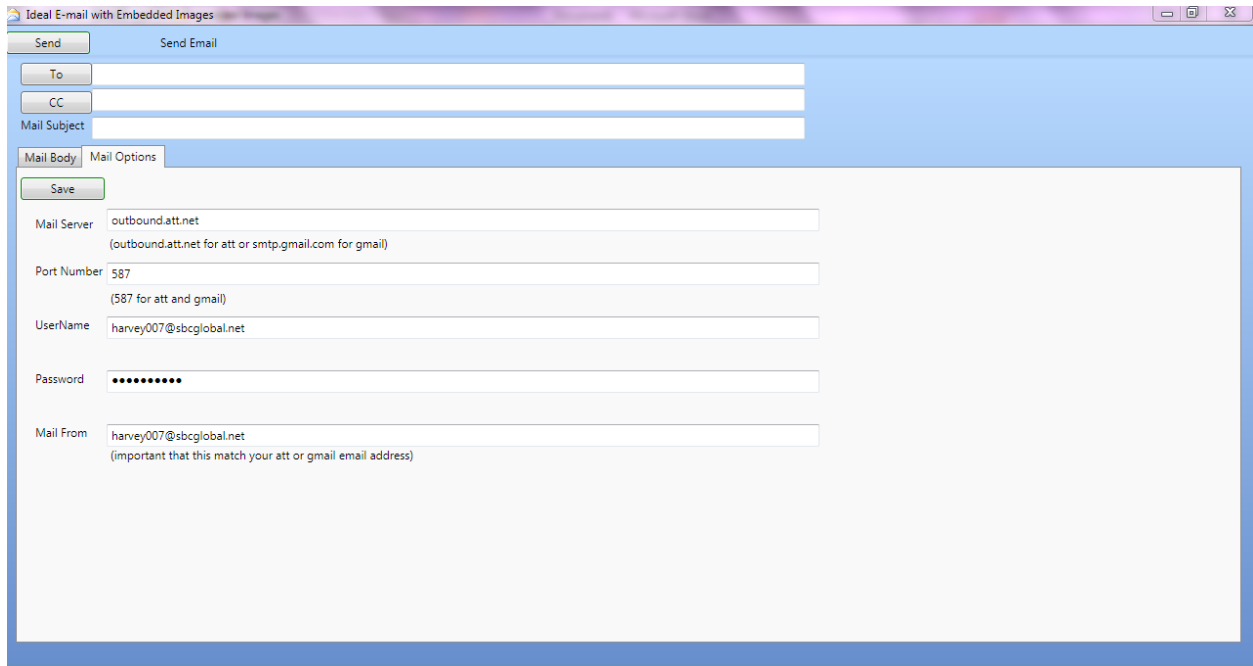 Ideal E-mail with Embedded Images
Send Send Email
To
CC
Mail Subject
Mail Body Mail Options
Save
Mail Server outbound.att.net
(outbound.att.net for att or smtp.gmail.com for gmail)
Port Number 587
(587 for att and gmail)
UserName harvey007@sbcglobal.net
Password ••••••••••
Mail From harvey007@sbcglobal.net
(important that this match your att or gmail email address)